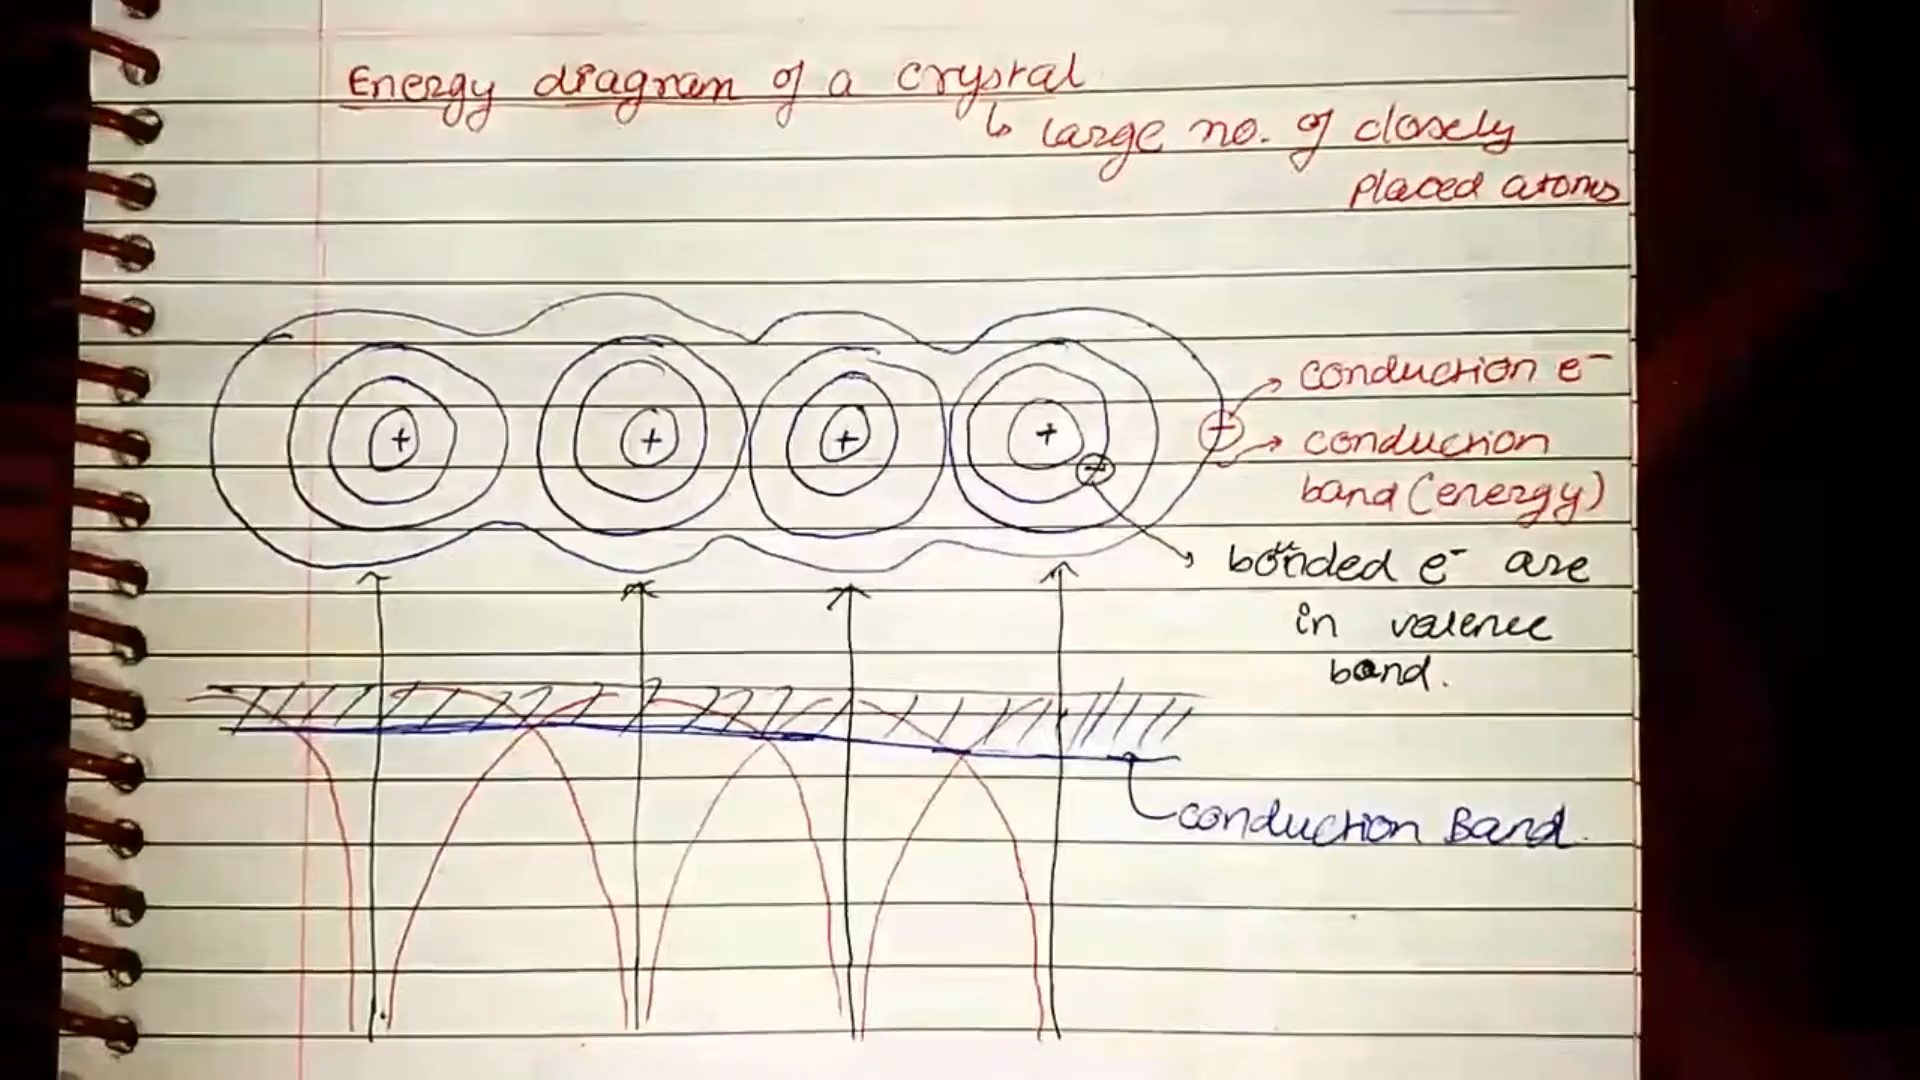 Energy diagram of a crystal
↳ large no. of closely
placed atoms
conduction e⁻
conduction
band (energy)
bonded e⁻ are
in valence
band.
+ + + +
−
−
conduction Band.